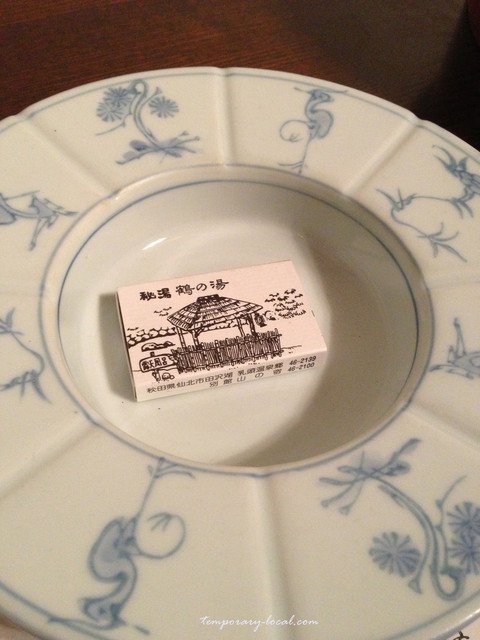 秘湯 鶴の湯
秋田県仙北市田沢湖 乳頭温泉郷 46-2139
別館 山の宿 46-2100
temporary-local.com